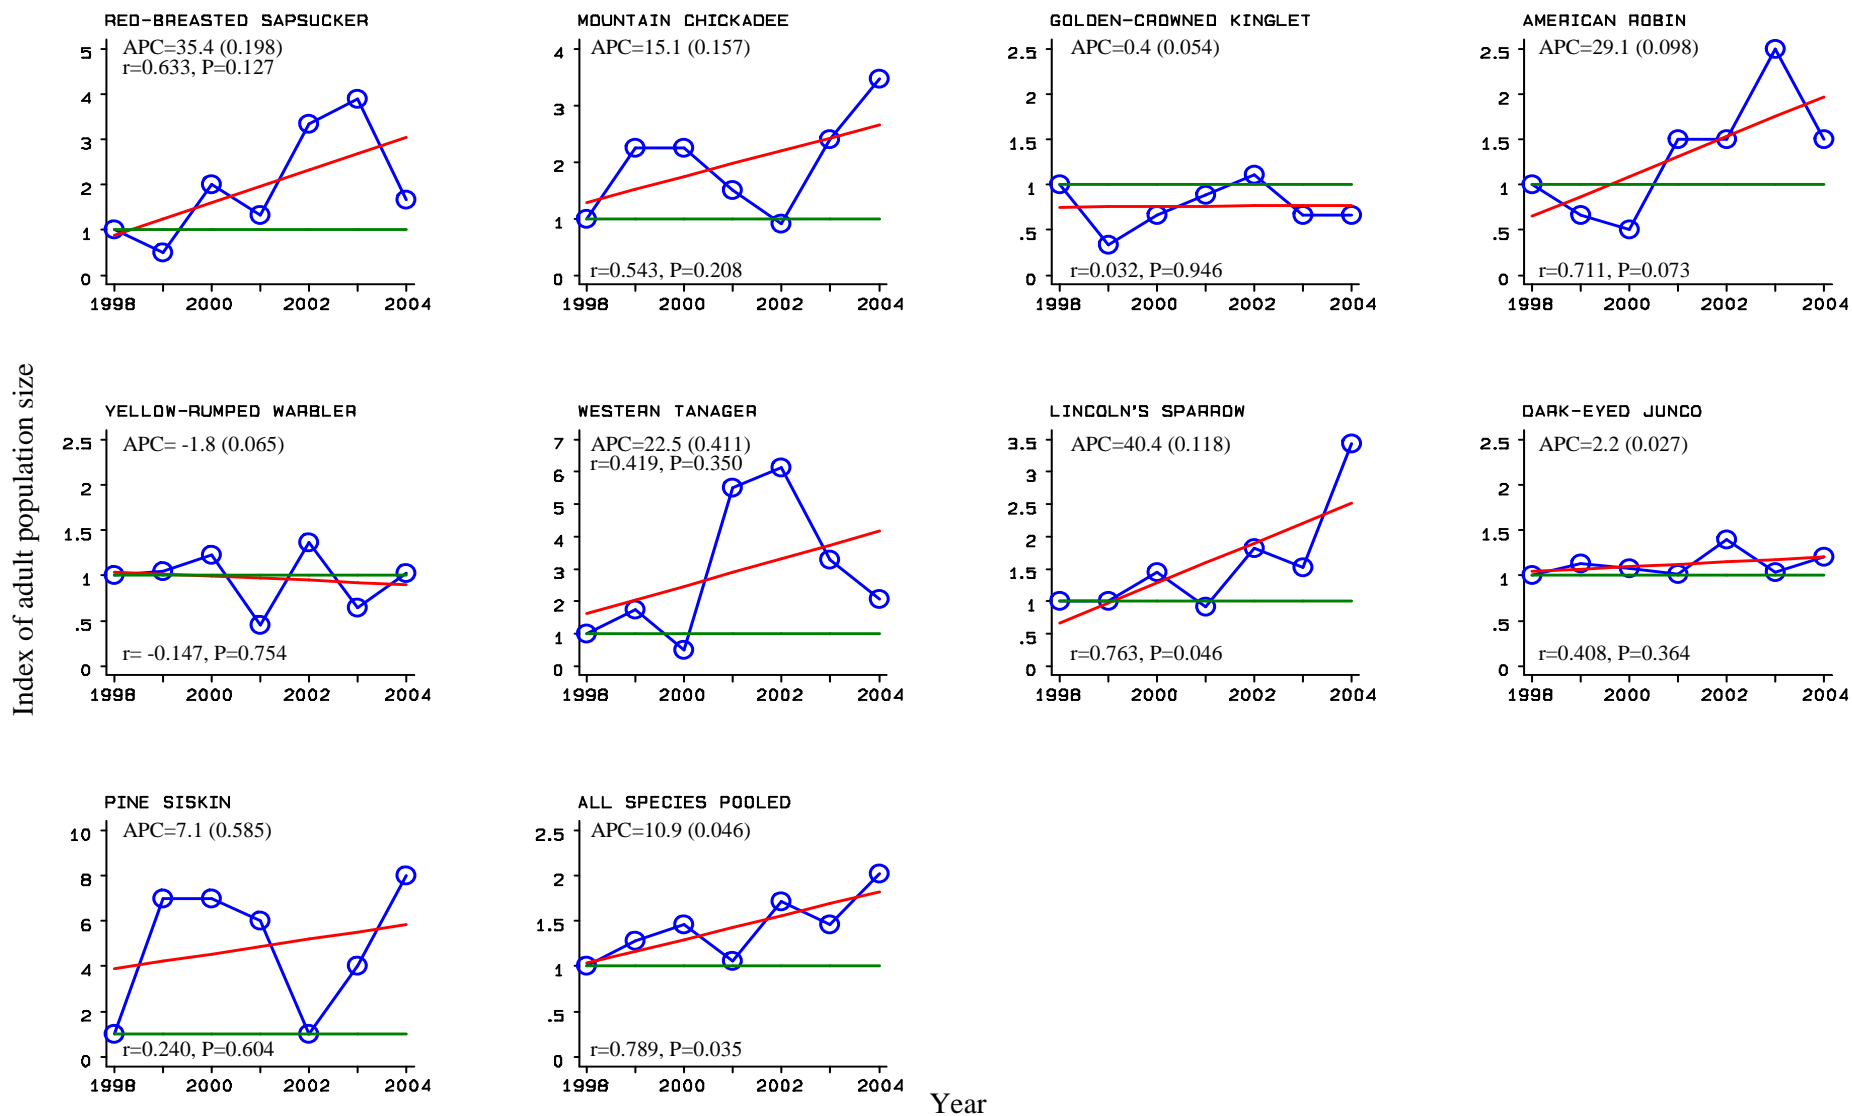 RED-BREASTED SAPSUCKER
APC=35.4 (0.198)
r=0.633, P=0.127
5
4
3
2
1
0
1998 2000 2002 2004
MOUNTAIN CHICKADEE
APC=15.1 (0.157)
4
3
2
1
0
r=0.543, P=0.208
1998 2000 2002 2004
GOLDEN-CROWNED KINGLET
APC=0.4 (0.054)
2.5
2
1.5
1
.5
0
r=0.032, P=0.946
1998 2000 2002 2004
AMERICAN ROBIN
APC=29.1 (0.098)
2.5
2
1.5
1
.5
0
r=0.711, P=0.073
1998 2000 2002 2004
Index of adult population size
YELLOW-RUMPED WARBLER
APC= -1.8 (0.065)
2.5
2
1.5
1
.5
0
r= -0.147, P=0.754
1998 2000 2002 2004
WESTERN TANAGER
APC=22.5 (0.411)
r=0.419, P=0.350
7
6
5
4
3
2
1
0
1998 2000 2002 2004
LINCOLN'S SPARROW
APC=40.4 (0.118)
3.5
3
2.5
2
1.5
1
.5
0
r=0.763, P=0.046
1998 2000 2002 2004
DARK-EYED JUNCO
APC=2.2 (0.027)
2.5
2
1.5
1
.5
0
r=0.408, P=0.364
1998 2000 2002 2004
PINE SISKIN
APC=7.1 (0.585)
10
8
6
4
2
0
r=0.240, P=0.604
1998 2000 2002 2004
ALL SPECIES POOLED
APC=10.9 (0.046)
2.5
2
1.5
1
.5
0
r=0.789, P=0.035
1998 2000 2002 2004
Year